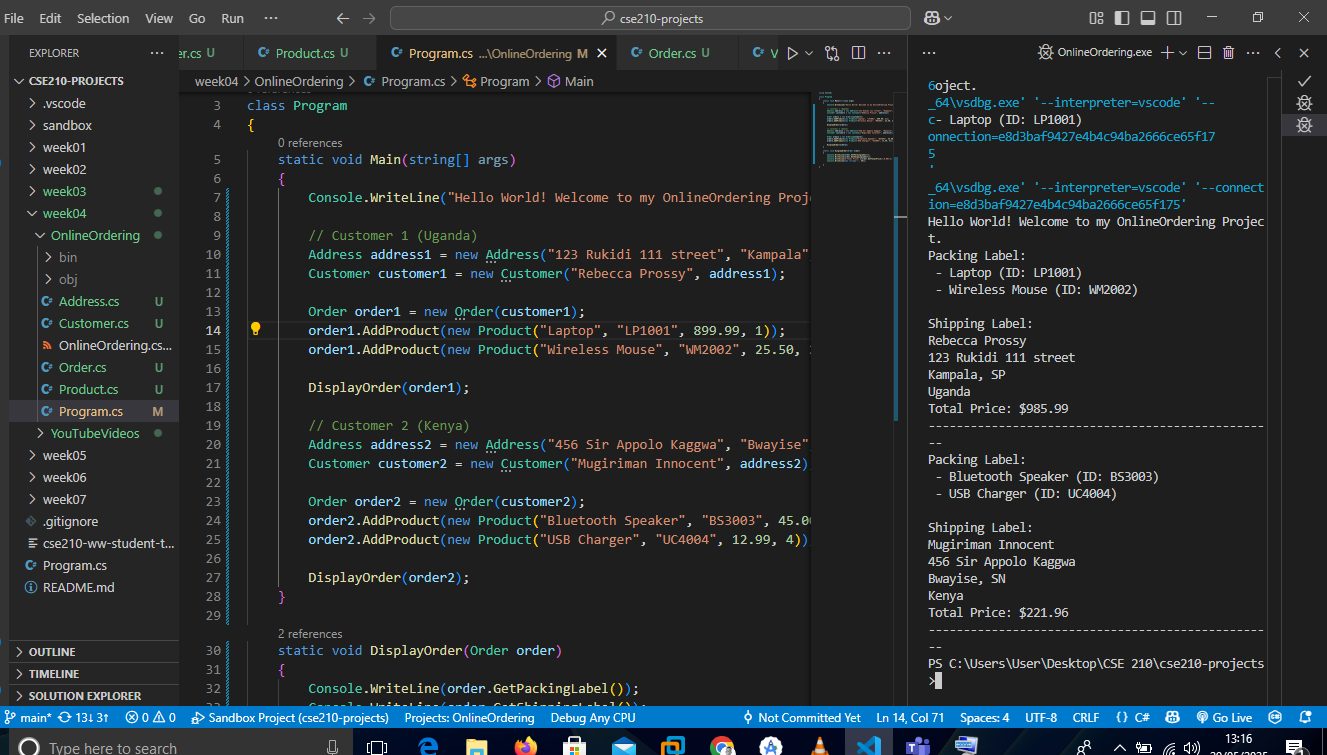 File Edit Selection View Go Run ··· cse210-projects
EXPLORER ···
CSE210-PROJECTS
.vscode
sandbox
week01
week02
week03
week04
OnlineOrdering
bin
obj
Address.cs U
Customer.cs U
OnlineOrdering.cs...
Order.cs U
Product.cs U
Program.cs M
YouTubeVideos
week05
week06
week07
.gitignore
cse210-ww-student-t...
Program.cs
README.md
OUTLINE
TIMELINE
SOLUTION EXPLORER
er.cs U Product.cs U Program.cs ...\OnlineOrdering M Order.cs U
week04 > OnlineOrdering > Program.cs > Program > Main
3 class Program
4 {
0 references
5 static void Main(string[] args)
6 {
7 Console.WriteLine("Hello World! Welcome to my OnlineOrdering Proj
8
9 // Customer 1 (Uganda)
10 Address address1 = new Address("123 Rukidi 111 street", "Kampala"
11 Customer customer1 = new Customer("Rebecca Prossy", address1);
12
13 Order order1 = new Order(customer1);
14 order1.AddProduct(new Product("Laptop", "LP1001", 899.99, 1));
15 order1.AddProduct(new Product("Wireless Mouse", "WM2002", 25.50,
16
17 DisplayOrder(order1);
18
19 // Customer 2 (Kenya)
20 Address address2 = new Address("456 Sir Appolo Kaggwa", "Bwayise"
21 Customer customer2 = new Customer("Mugiriman Innocent", address2)
22
23 Order order2 = new Order(customer2);
24 order2.AddProduct(new Product("Bluetooth Speaker", "BS3003", 45.00
25 order2.AddProduct(new Product("USB Charger", "UC4004", 12.99, 4))
26
27 DisplayOrder(order2);
28 }
29
2 references
30 static void DisplayOrder(Order order)
31 {
32 Console.WriteLine(order.GetPackingLabel());
··· OnlineOrdering.exe
6oject.
_64\vsdbg.exe' '--interpreter=vscode' '--
c- Laptop (ID: LP1001)
onnection=e8d3baf9427e4b4c94ba2666ce65f17
5
'
_64\vsdbg.exe' '--interpreter=vscode' '--connect
ion=e8d3baf9427e4b4c94ba2666ce65f175'
Hello World! Welcome to my OnlineOrdering Projec
t.
Packing Label:
- Laptop (ID: LP1001)
- Wireless Mouse (ID: WM2002)
Shipping Label:
Rebecca Prossy
123 Rukidi 111 street
Kampala, SP
Uganda
Total Price: $985.99
------------------------------------------------
--
Packing Label:
- Bluetooth Speaker (ID: BS3003)
- USB Charger (ID: UC4004)
Shipping Label:
Mugiriman Innocent
456 Sir Appolo Kaggwa
Bwayise, SN
Kenya
Total Price: $221.96
------------------------------------------------
--
PS C:\Users\User\Desktop\CSE 210\cse210-projects
>
main* 13↓ 3↑ 0 0 Sandbox Project (cse210-projects) Projects: OnlineOrdering Debug Any CPU Not Committed Yet Ln 14, Col 71 Spaces: 4 UTF-8 CRLF {} C# Go Live
Type here to search 13:16